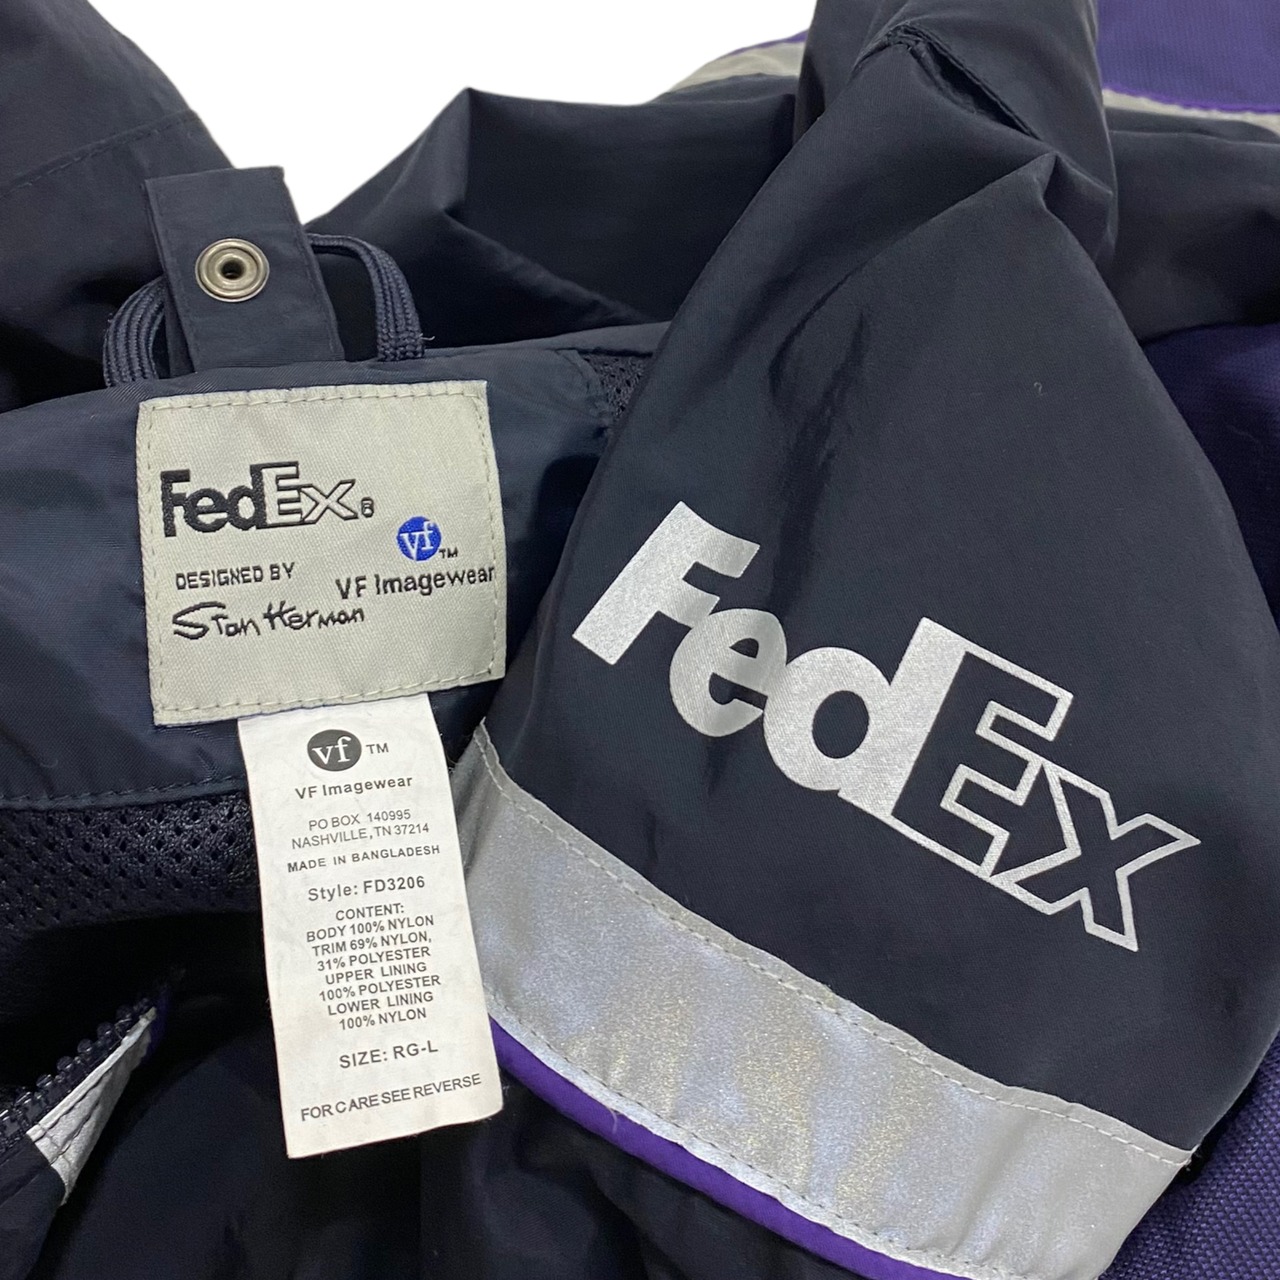 FedEx®
vf™
DESIGNED BY
VF Imagewear
Stan Herman
vf TM
VF Imagewear
PO BOX 140995
NASHVILLE, TN 37214
MADE IN BANGLADESH
Style: FD3206
CONTENT:
BODY 100% NYLON
TRIM 69% NYLON,
31% POLYESTER
UPPER LINING
100% POLYESTER
LOWER LINING
100% NYLON
SIZE: RG-L
FOR CARE SEE REVERSE
FedEx